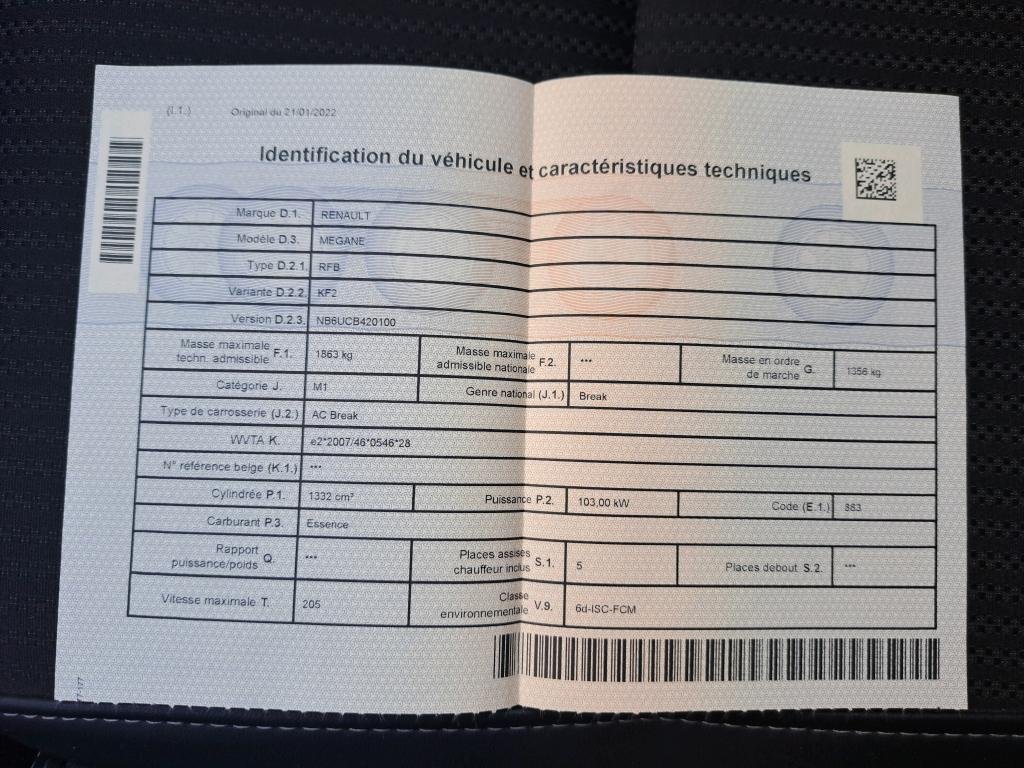 (I.1.) Original du 21/01/2022
Identification du véhicule et caractéristiques techniques
Marque D.1. RENAULT
Modèle D.3. MEGANE
Type D.2.1. RFB
Variante D.2.2. KF2
Version D.2.3. NB6UCB420100
Masse maximale
techn. admissible F.1. 1863 kg
Masse maximale
admissible nationale F.2. ***
Masse en ordre
de marche G. 1356 kg
Catégorie J. M1 Genre national (J.1.) Break
Type de carrosserie (J.2.) AC Break
WVTA K. e2*2007/46*0546*28
N° référence belge (K.1.) ***
Cylindrée P.1. 1332 cm³ Puissance P.2. 103,00 kW Code (E.1.) 883
Carburant P.3. Essence
Rapport
puissance/poids Q. ***
Places assises
chauffeur inclus S.1. 5
Places debout S.2. ***
Vitesse maximale T. 205
Classe
environnementale V.9. 6d-ISC-FCM